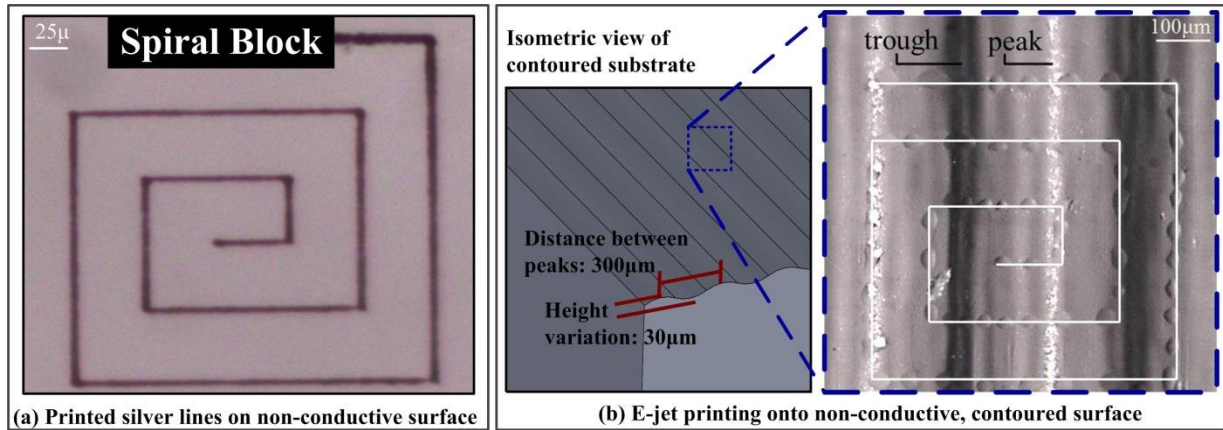 25μ
Spiral Block
(a) Printed silver lines on non-conductive surface
Isometric view of
contoured substrate
Distance between
peaks: 300μm
Height
variation: 30μm
trough
peak
100μm
(b) E-jet printing onto non-conductive, contoured surface